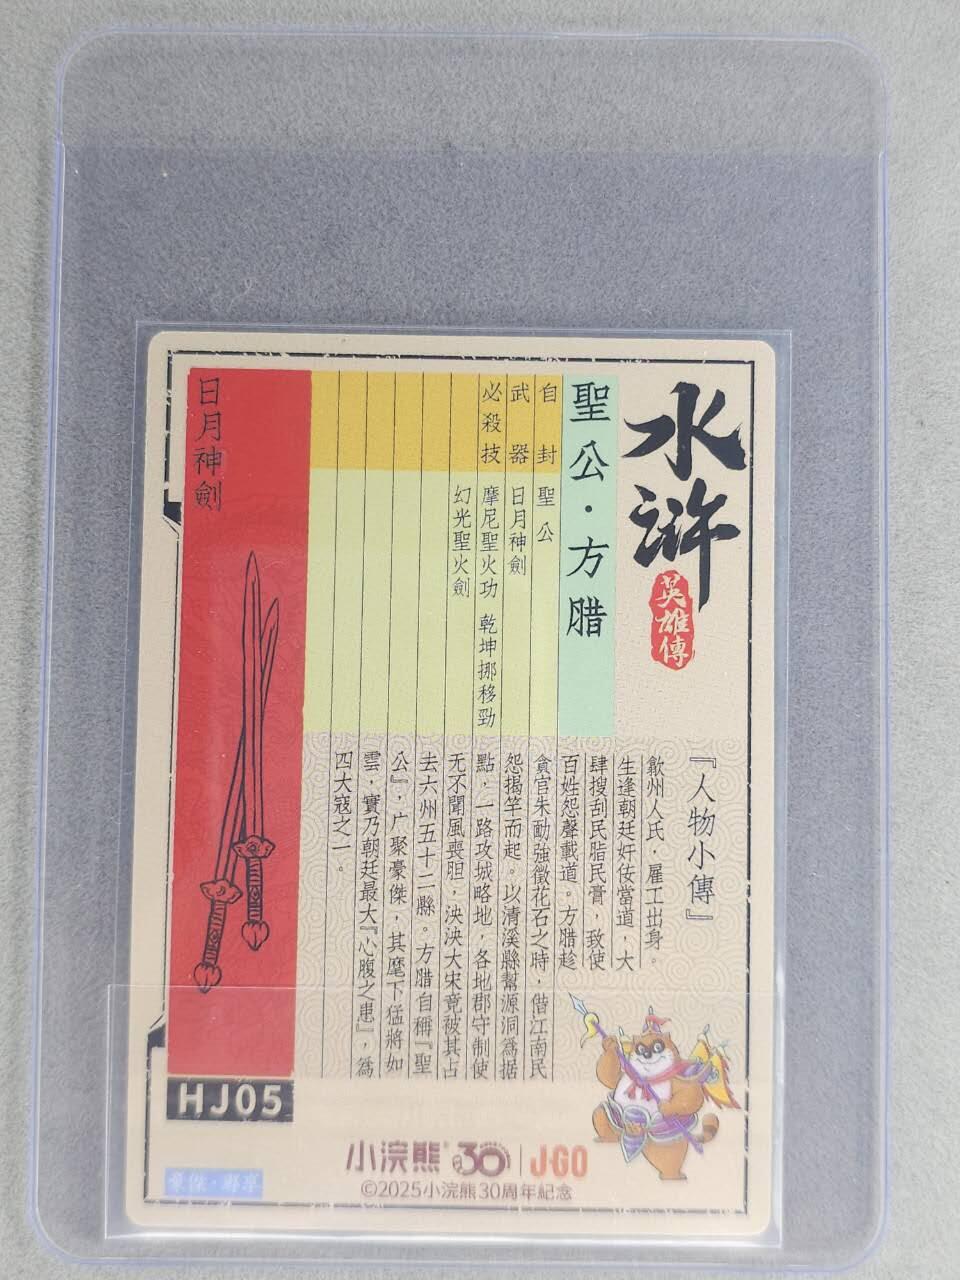 水滸
英雄傳
聖公·方腊
自封 聖公
武器 日月神劍
必殺技 摩尼聖火功 乾坤挪移勁
幻光聖火劍
日月神劍
『人物小傳』
歙州人氏,雇工出身。
生逢朝廷奸佞當道,大
肆搜刮民脂民膏,致使
百姓怨聲載道。方腊趁
貪官朱勔強徵花石之時,偕江南民
怨揭竿而起。以清溪縣幫源洞為据
點,一路攻城略地,各地郡守制使
无不聞風喪胆,泱泱大宋竟被其占
去六州五十二縣。方腊自稱『聖
公』,广聚豪傑,其麾下猛將如
雲,實乃朝廷最大『心腹之患』,為
四大寇之一。
HJ05
小浣熊 30 J·GO
©2025小浣熊30周年紀念